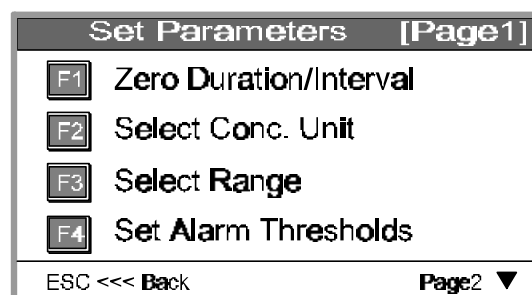 Set Parameters [Page1]
F1 Zero Duration/Interval
F2 Select Conc. Unit
F3 Select Range
F4 Set Alarm Thresholds
ESC <<< Back Page2 ▼